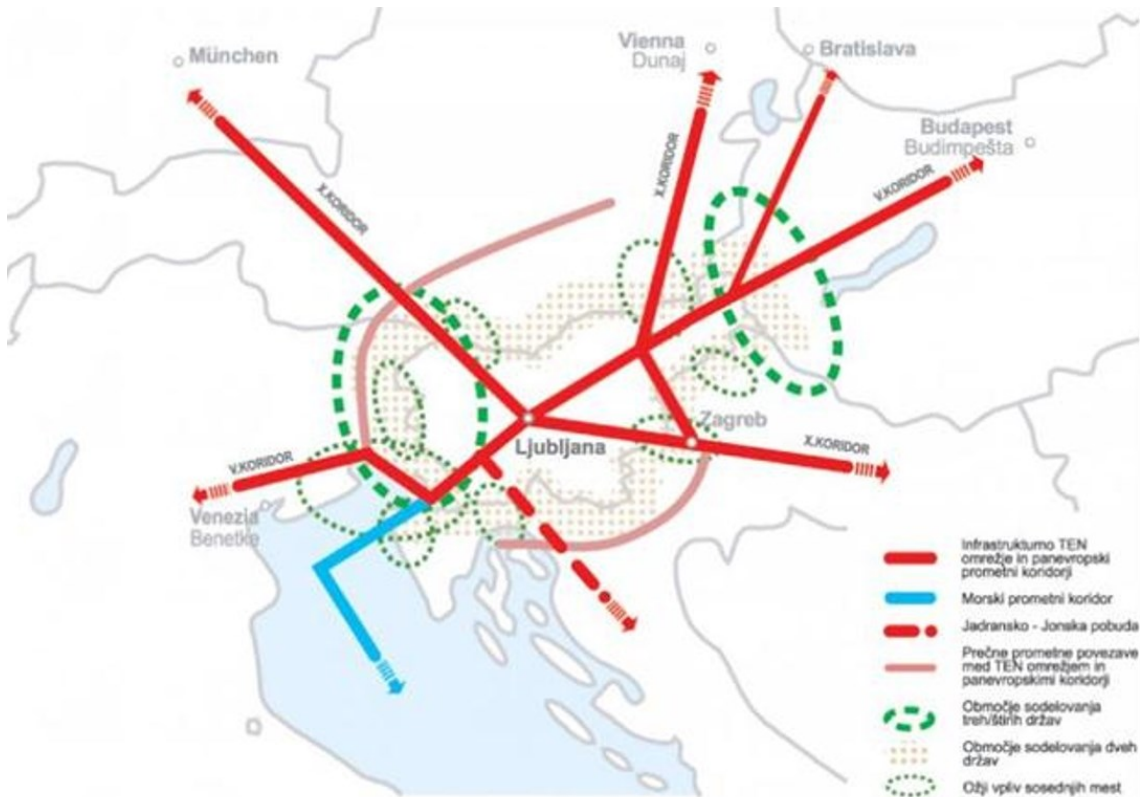 München
Vienna
Dunaj
Bratislava
Budapest
Budimpešta
X.KORIDOR
X.KORIDOR
V.KORIDOR
Zagreb
Ljubljana
X.KORIDOR
V.KORIDOR
Venezia
Benetke
Infrastrukturno TEN
omrežje in panevropski
prometni koridorji
Morski prometni koridor
Jadransko - Jonska pobuda
Prečne prometne povezave
med TEN omrežjem in
panevropskimi koridorji
Območje sodelovanja
treh/štirih držav
Območje sodelovanja dveh
držav
Ožji vpliv sosednjih mest